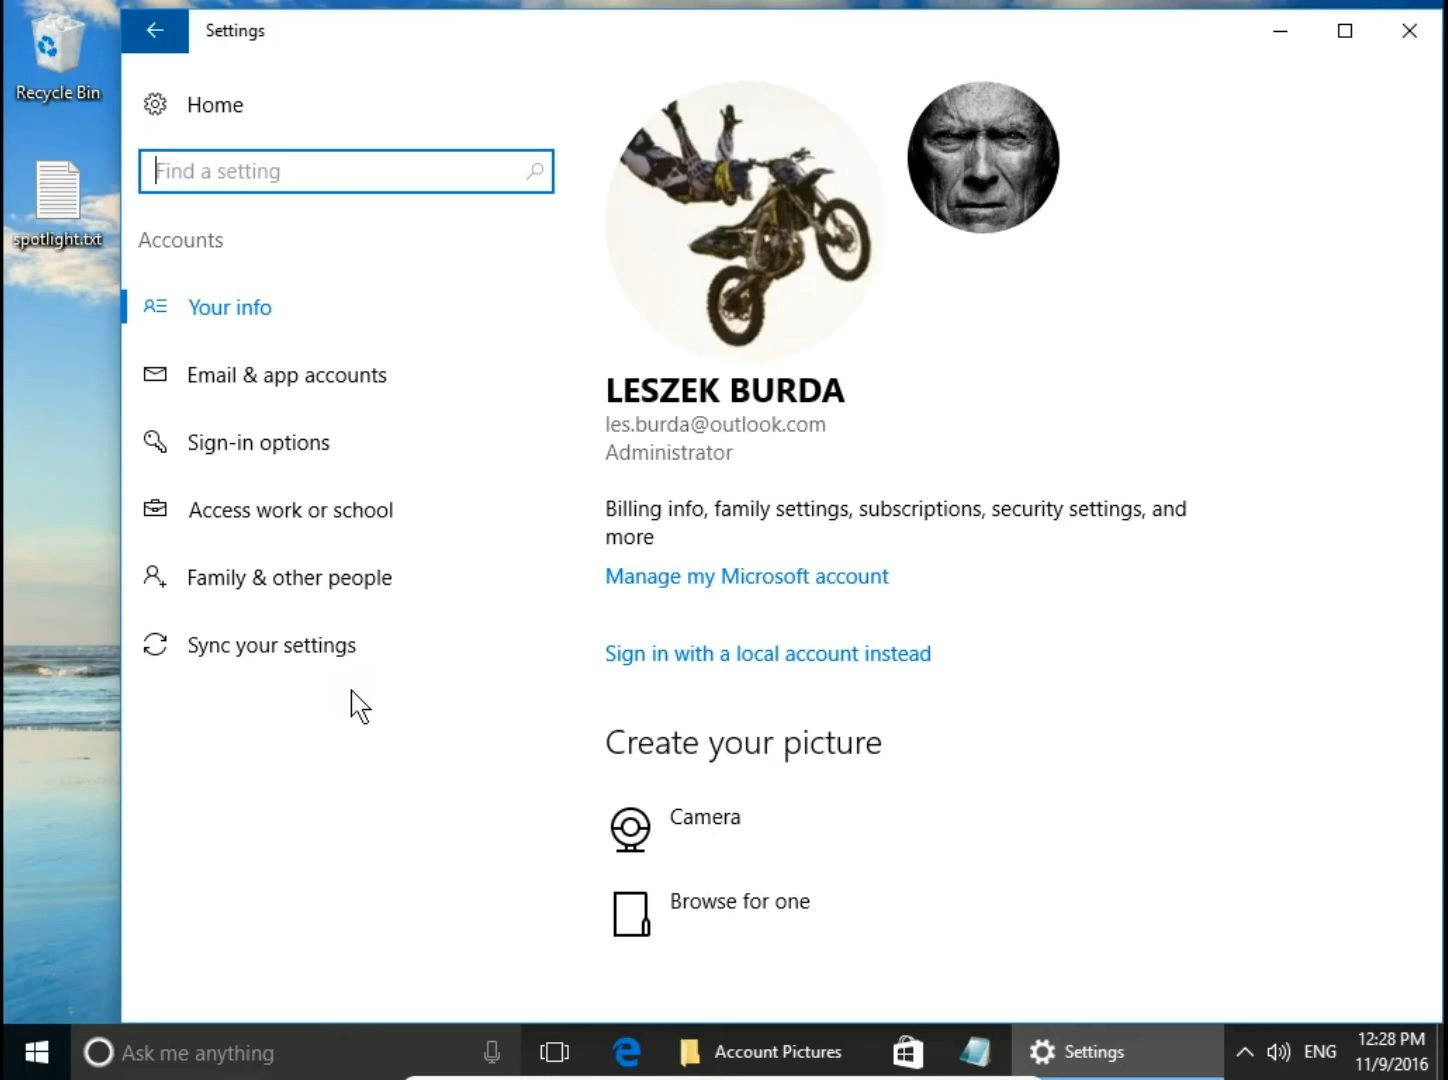 Recycle Bin
spotlight.txt
Settings
Home
Find a setting
Accounts
Your info
Email & app accounts
Sign-in options
Access work or school
Family & other people
Sync your settings
LESZEK BURDA
les.burda@outlook.com
Administrator
Billing info, family settings, subscriptions, security settings, and
more
Manage my Microsoft account
Sign in with a local account instead
Create your picture
Camera
Browse for one
Ask me anything
Account Pictures
Settings
ENG
12:28 PM
11/9/2016